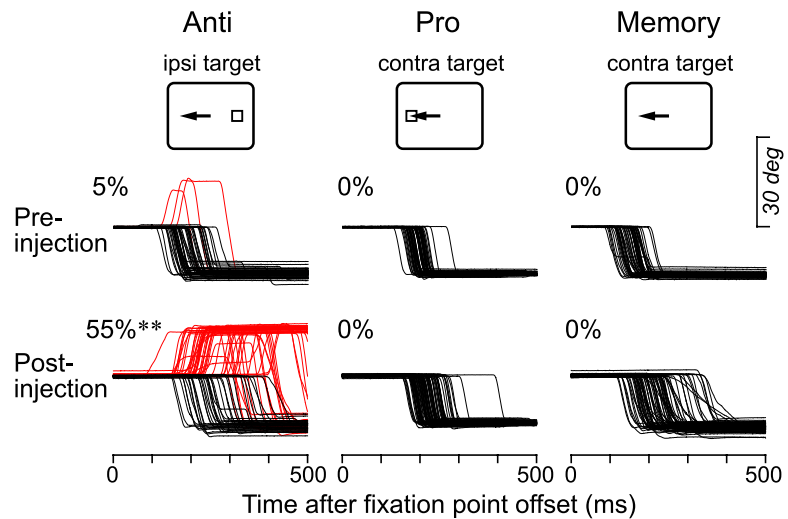 Anti Pro Memory
ipsi target contra target contra target
30 deg
5% 0% 0%
Pre-
injection
55%** 0% 0%
Post-
injection
0 500 0 500 0 500
Time after fixation point offset (ms)